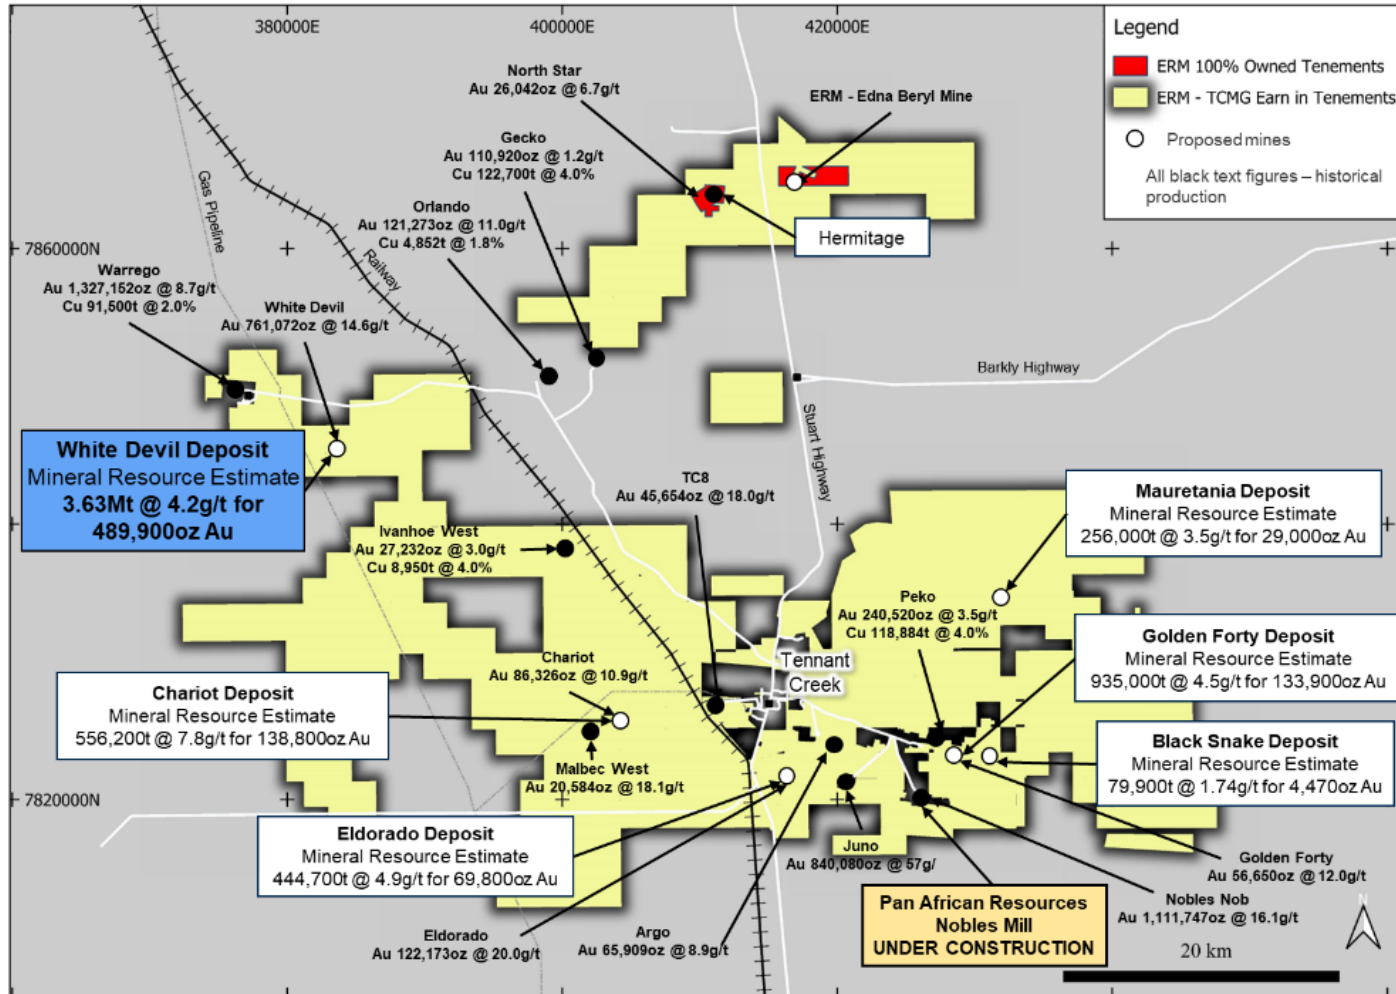 380000E
400000E
420000E
7860000N
7820000N
Legend
ERM 100% Owned Tenements
ERM - TCMG Earn in Tenements
Proposed mines
All black text figures – historical
production
North Star
Au 26,042oz @ 6.7g/t
ERM - Edna Beryl Mine
Gecko
Au 110,920oz @ 1.2g/t
Cu 122,700t @ 4.0%
Orlando
Au 121,273oz @ 11.0g/t
Cu 4,852t @ 1.8%
Hermitage
Gas Pipeline
Railway
Warrego
Au 1,327,152oz @ 8.7g/t
Cu 91,500t @ 2.0%
White Devil
Au 761,072oz @ 14.6g/t
Barkly Highway
Stuart Highway
White Devil Deposit
Mineral Resource Estimate
3.63Mt @ 4.2g/t for
489,900oz Au
TC8
Au 45,654oz @ 18.0g/t
Ivanhoe West
Au 27,232oz @ 3.0g/t
Cu 8,950t @ 4.0%
Mauretania Deposit
Mineral Resource Estimate
256,000t @ 3.5g/t for 29,000oz Au
Peko
Au 240,520oz @ 3.5g/t
Cu 118,884t @ 4.0%
Golden Forty Deposit
Mineral Resource Estimate
935,000t @ 4.5g/t for 133,900oz Au
Tennant
Creek
Chariot
Au 86,326oz @ 10.9g/t
Chariot Deposit
Mineral Resource Estimate
556,200t @ 7.8g/t for 138,800oz Au
Black Snake Deposit
Mineral Resource Estimate
79,900t @ 1.74g/t for 4,470oz Au
Malbec West
Au 20,584oz @ 18.1g/t
Eldorado Deposit
Mineral Resource Estimate
444,700t @ 4.9g/t for 69,800oz Au
Juno
Au 840,080oz @ 57g/
Golden Forty
Au 56,650oz @ 12.0g/t
Pan African Resources
Nobles Mill
UNDER CONSTRUCTION
Nobles Nob
Au 1,111,747oz @ 16.1g/t
Eldorado
Au 122,173oz @ 20.0g/t
Argo
Au 65,909oz @ 8.9g/t
N
20 km